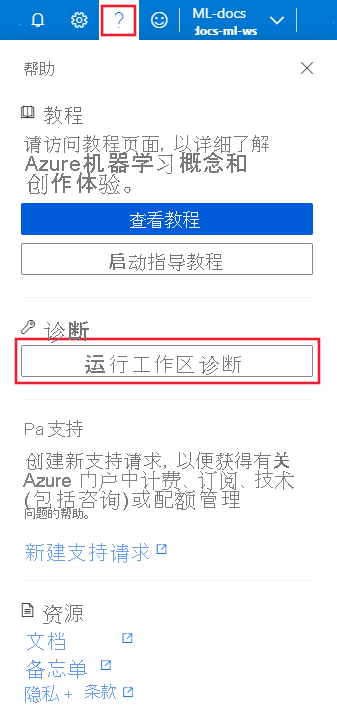 ML-docs
docs-ml-ws
帮助
教程
请访问教程页面，以详细了解
Azure机器学习概念和
创作体验。
查看教程
启动指导教程
诊断
运行工作区诊断
Pa支持
创建新支持请求，以便获得有关
Azure 门户中计费、订阅、技术
(包括咨询)或配额管理
问题的帮助。
新建支持请求
资源
文档
备忘单
隐私 + 条款